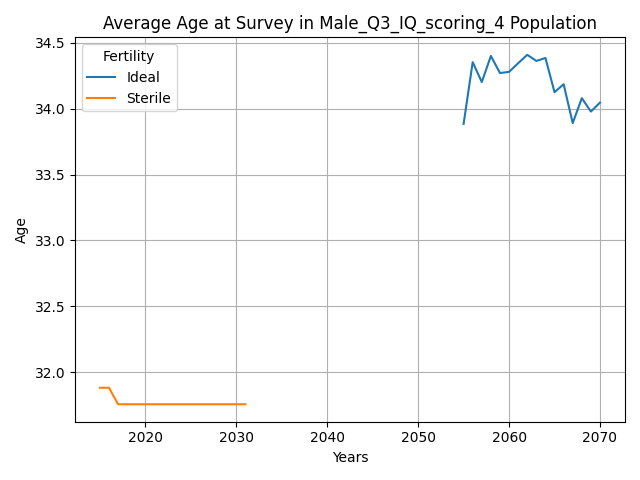 Average Age at Survey in Male_Q3_IQ_scoring_4 Population
Fertility
Ideal
Sterile
Age
34.5
34.0
33.5
33.0
32.5
32.0
2020
2030
2040
2050
2060
2070
Years